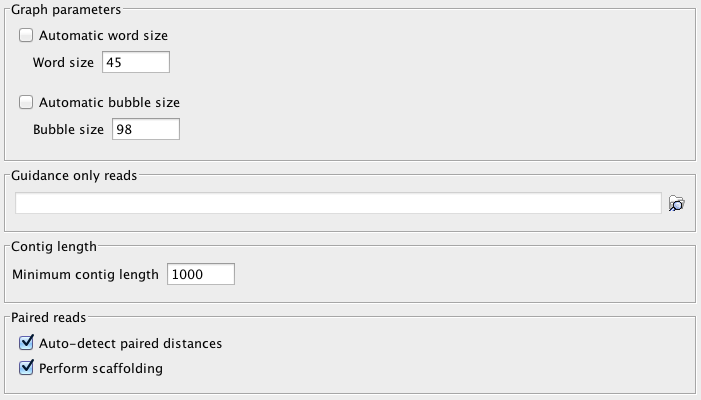 Graph parameters
Automatic word size
Word size 45
Automatic bubble size
Bubble size 98
Guidance only reads
Contig length
Minimum contig length 1000
Paired reads
Auto-detect paired distances
Perform scaffolding